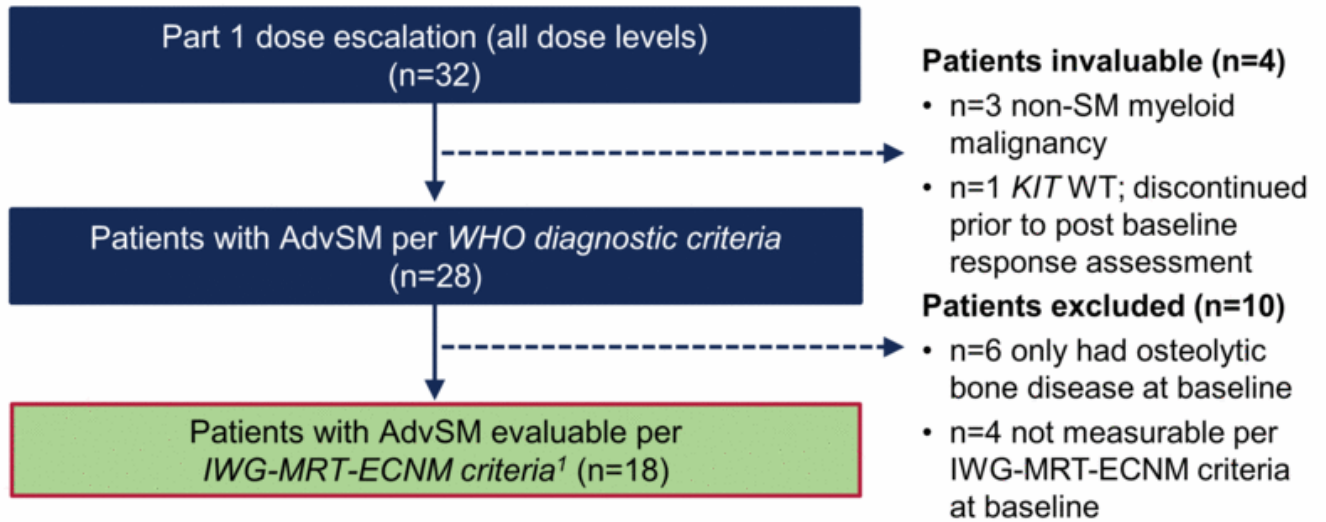 Part 1 dose escalation (all dose levels)
(n=32)
Patients with AdvSM per WHO diagnostic criteria
(n=28)
Patients with AdvSM evaluable per
IWG-MRT-ECNM criteria¹ (n=18)
Patients invaluable (n=4)
• n=3 non-SM myeloid
malignancy
• n=1 KIT WT; discontinued
prior to post baseline
response assessment
Patients excluded (n=10)
• n=6 only had osteolytic
bone disease at baseline
• n=4 not measurable per
IWG-MRT-ECNM criteria
at baseline